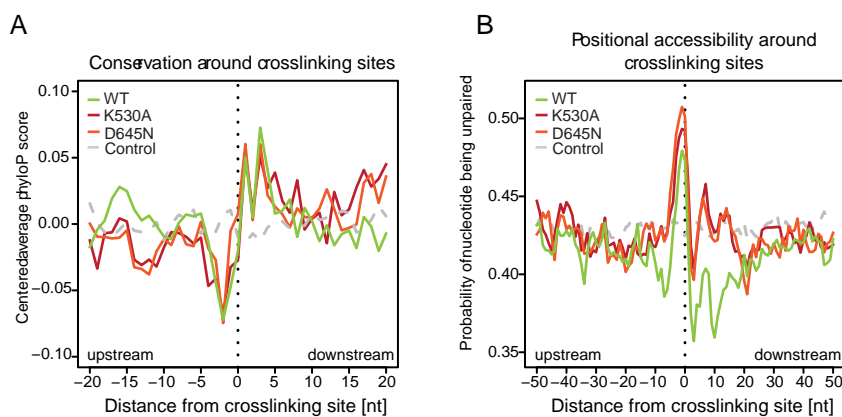 A
Conservation around crosslinking sites
Centered average phyloP score
0.10
0.05
0.00
−0.05
−0.10
WT
K530A
D645N
Control
upstream
downstream
−20
−15
−10
−5
0
5
10
15
20
Distance from crosslinking site [nt]
B
Positional accessibility around
crosslinking sites
Probability of nucleotide being unpaired
0.50
0.45
0.40
0.35
WT
K530A
D645N
Control
upstream
downstream
−50
−40
−30
−20
−10
0
10
20
30
40
50
Distance from crosslinking site [nt]